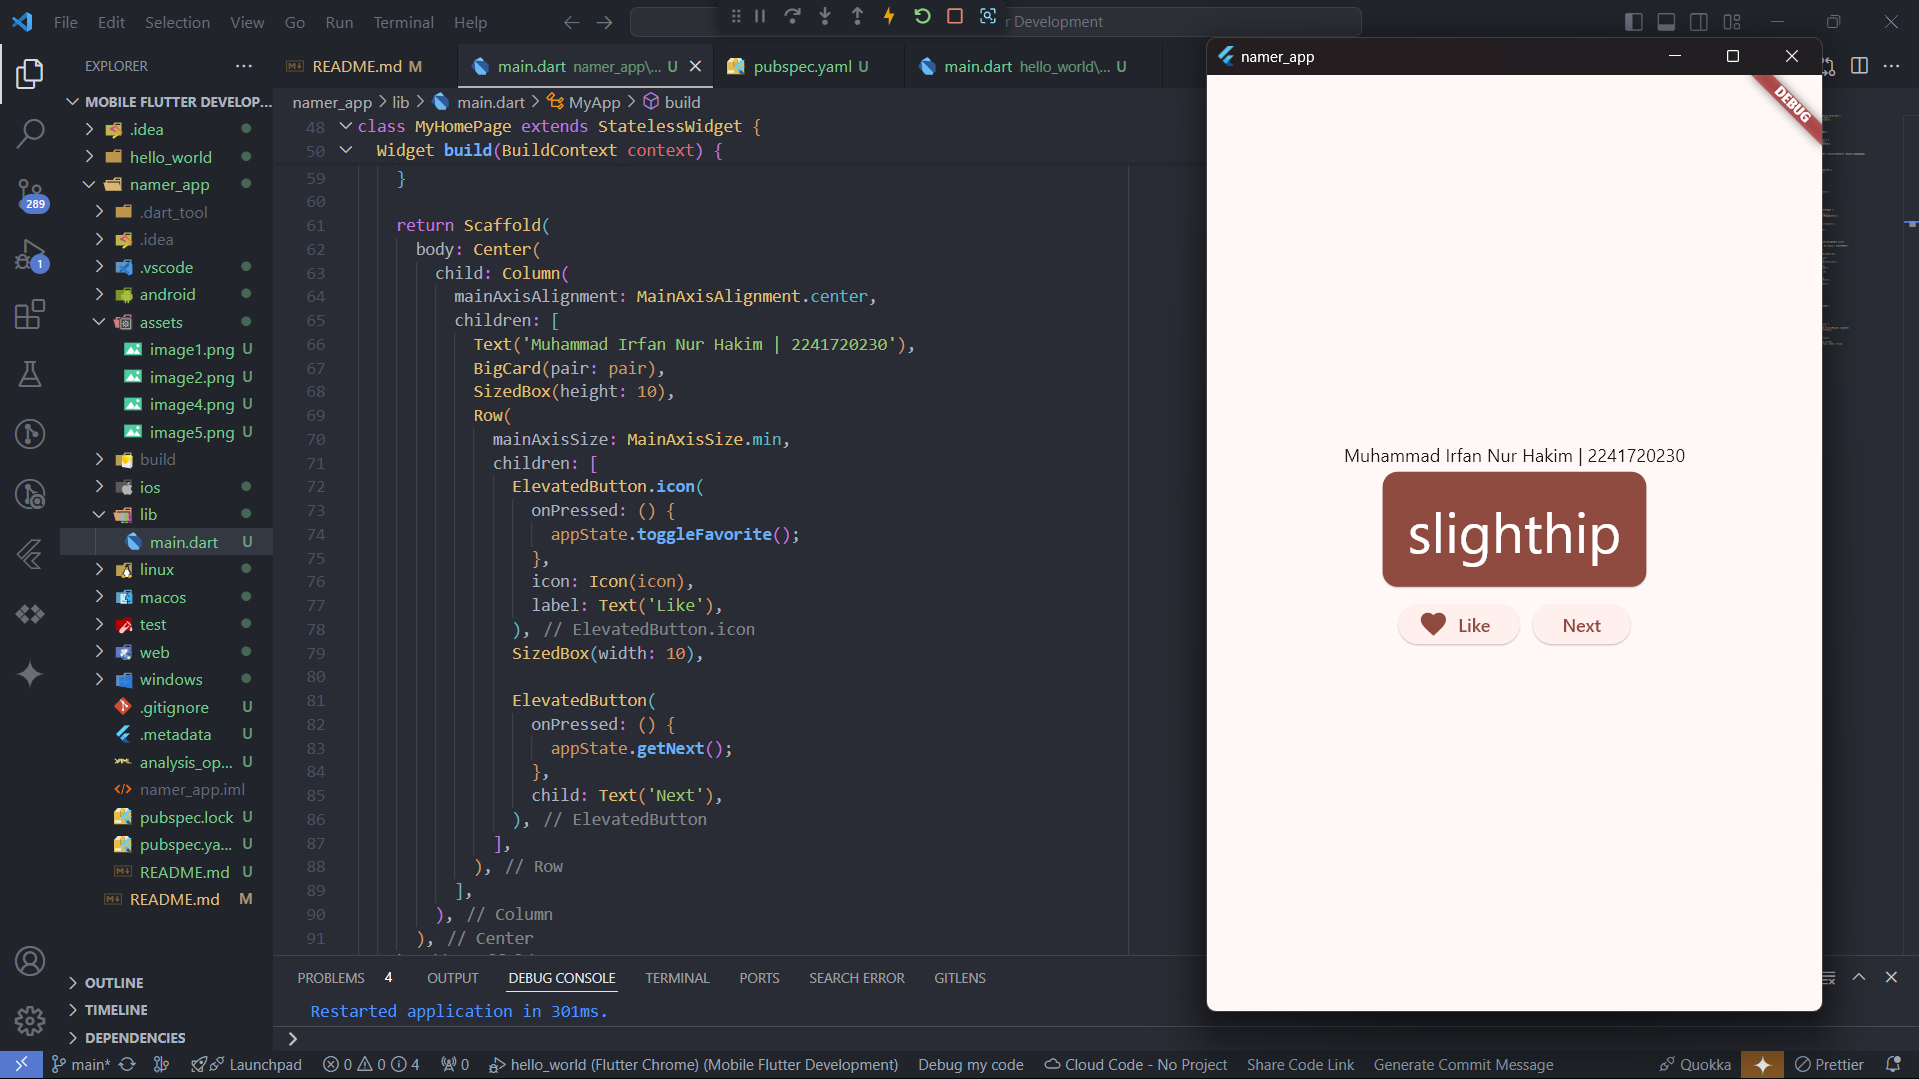 File Edit Selection View Go Run Terminal Help
r Development
EXPLORER
README.md M
main.dart namer_app\... U
pubspec.yaml U
main.dart hello_world\... U
MOBILE FLUTTER DEVELOP...
.idea
hello_world
namer_app
.dart_tool
.idea
.vscode
android
assets
image1.png U
image2.png U
image4.png U
image5.png U
build
ios
lib
main.dart U
linux
macos
test
web
windows
.gitignore U
.metadata U
analysis_op... U
namer_app.iml
pubspec.lock U
pubspec.ya... U
README.md U
README.md M
OUTLINE
TIMELINE
DEPENDENCIES
289
1
namer_app > lib > main.dart > MyApp > build
48 class MyHomePage extends StatelessWidget {
50 Widget build(BuildContext context) {
59 }
60
61 return Scaffold(
62 body: Center(
63 child: Column(
64 mainAxisAlignment: MainAxisAlignment.center,
65 children: [
66 Text('Muhammad Irfan Nur Hakim | 2241720230'),
67 BigCard(pair: pair),
68 SizedBox(height: 10),
69 Row(
70 mainAxisSize: MainAxisSize.min,
71 children: [
72 ElevatedButton.icon(
73 onPressed: () {
74 appState.toggleFavorite();
75 },
76 icon: Icon(icon),
77 label: Text('Like'),
78 ), // ElevatedButton.icon
79 SizedBox(width: 10),
80
81 ElevatedButton(
82 onPressed: () {
83 appState.getNext();
84 },
85 child: Text('Next'),
86 ), // ElevatedButton
87 ],
88 ), // Row
89 ],
90 ), // Column
91 ), // Center
PROBLEMS 4 OUTPUT DEBUG CONSOLE TERMINAL PORTS SEARCH ERROR GITLENS
Restarted application in 301ms.
namer_app
DEBUG
Muhammad Irfan Nur Hakim | 2241720230
slighthip
Like
Next
main* Launchpad 0 0 4 0 hello_world (Flutter Chrome) (Mobile Flutter Development) Debug my code Cloud Code - No Project Share Code Link Generate Commit Message Quokka Prettier